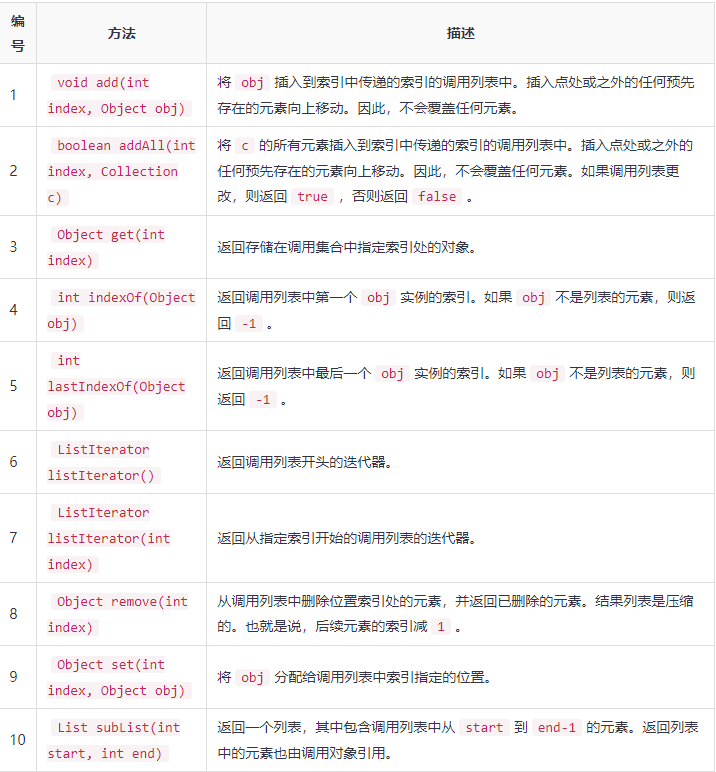 编
号
方法
描述
1
void add(int
index, Object obj)
将 obj 插入到索引中传递的索引的调用列表中。插入点处或之外的任何预先
存在的元素向上移动。因此，不会覆盖任何元素。
2
boolean addAll(int
index, Collection
c)
将 c 的所有元素插入到索引中传递的索引的调用列表中。插入点处或之外的
任何预先存在的元素向上移动。因此，不会覆盖任何元素。如果调用列表更
改，则返回 true ，否则返回 false 。
3
Object get(int
index)
返回存储在调用集合中指定索引处的对象。
4
int indexOf(Object
obj)
返回调用列表中第一个 obj 实例的索引。如果 obj 不是列表的元素，则返
回 -1 。
5
int
lastIndexOf(Object
obj)
返回调用列表中最后一个 obj 实例的索引。如果 obj 不是列表的元素，则
返回 -1 。
6
ListIterator
listIterator()
返回调用列表开头的迭代器。
7
ListIterator
listIterator(int
index)
返回从指定索引开始的调用列表的迭代器。
8
Object remove(int
index)
从调用列表中删除位置索引处的元素，并返回已删除的元素。结果列表是压缩
的。也就是说，后续元素的索引减 1 。
9
Object set(int
index, Object obj)
将 obj 分配给调用列表中索引指定的位置。
10
List subList(int
start, int end)
返回一个列表，其中包含调用列表中从 start 到 end-1 的元素。返回列表
中的元素也由调用对象引用。